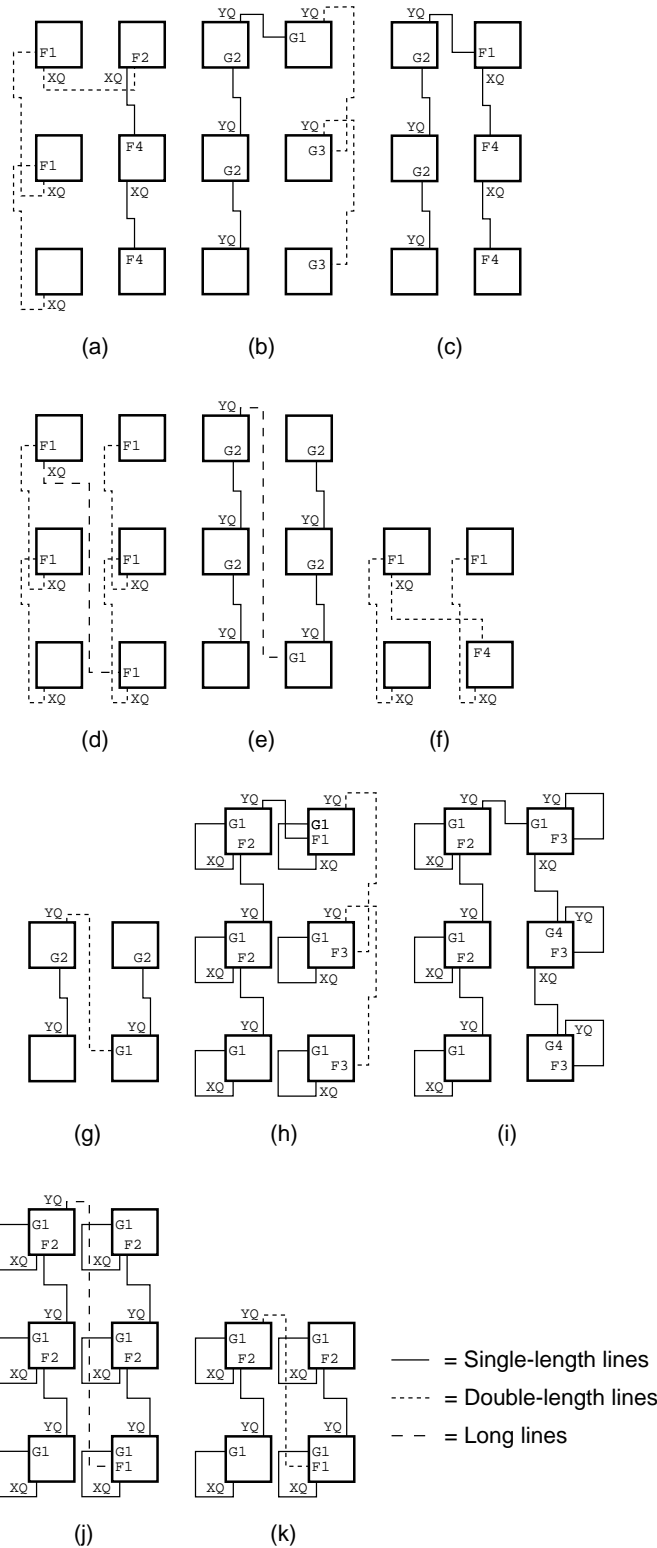 YQ YQ YQ
F1 F2 G1 F1
XQ XQ G2 G2 XQ
YQ YQ YQ
F1 F4 G2 G3 G2 F4
XQ XQ XQ
YQ YQ
F4 G3 F4
XQ
(a) (b) (c)
YQ
F1 F1 G2 G2
XQ
YQ YQ
F1 F1 G2 G2 F1 F1
XQ XQ XQ
YQ YQ
F1 G1 F4
XQ XQ XQ
(d) (e) (f)
YQ YQ YQ YQ
G1 G1 G1 G1
F2 F1 F2 F3
XQ XQ XQ XQ
YQ YQ YQ YQ YQ
G2 G2 G1 G1 G1 G4
F2 F3 F2 F3
XQ XQ XQ XQ
YQ YQ YQ YQ YQ
G1 G1 G1 G1 G4
F3 F3
XQ XQ XQ
(g) (h) (i)
YQ
G1 G1
F2 F2
XQ XQ
YQ YQ YQ
G1 G1 G1 G1
F2 F2 F2 F2
XQ XQ XQ XQ
= Single-length lines
= Double-length lines
YQ YQ YQ YQ
= Long lines
G1 G1 G1 G1
F1 F1
XQ XQ XQ XQ
(j) (k)